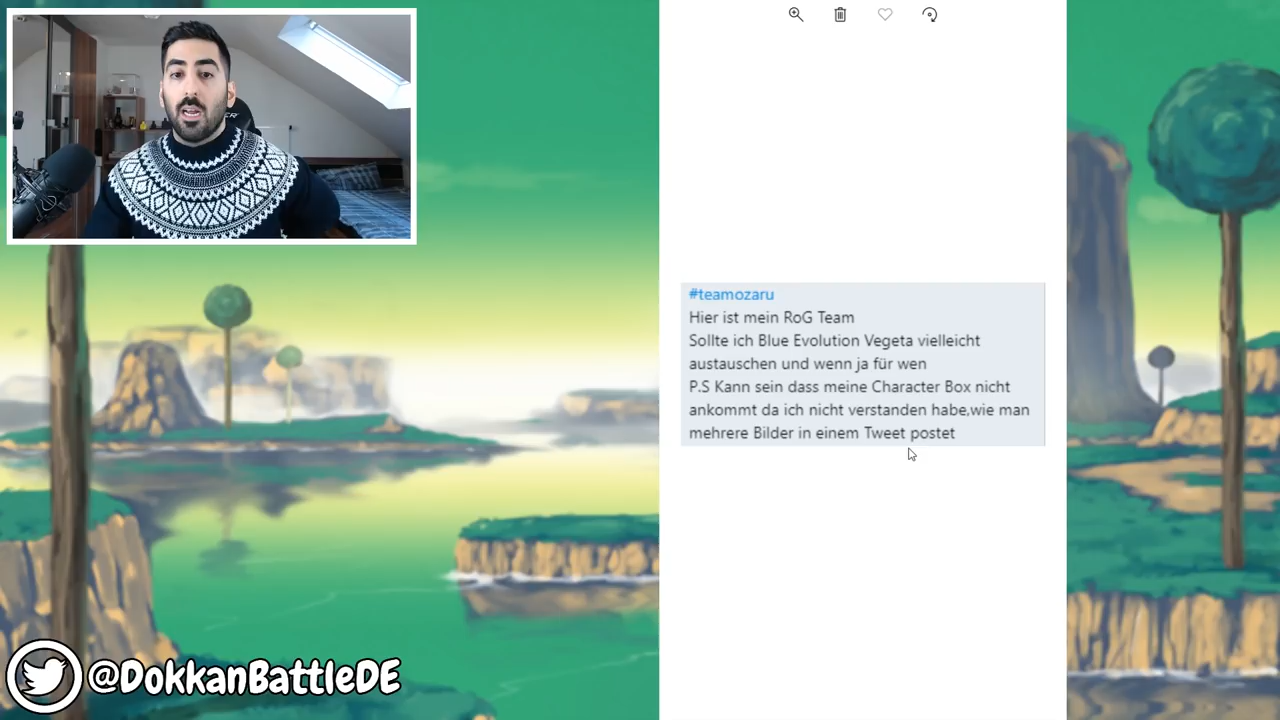 #teamozaru
Hier ist mein RoG Team
Sollte ich Blue Evolution Vegeta vielleicht
austauschen und wenn ja für wen
P.S Kann sein dass meine Character Box nicht
ankommt da ich nicht verstanden habe,wie man
mehrere Bilder in einem Tweet postet
@DokkanBattleDE